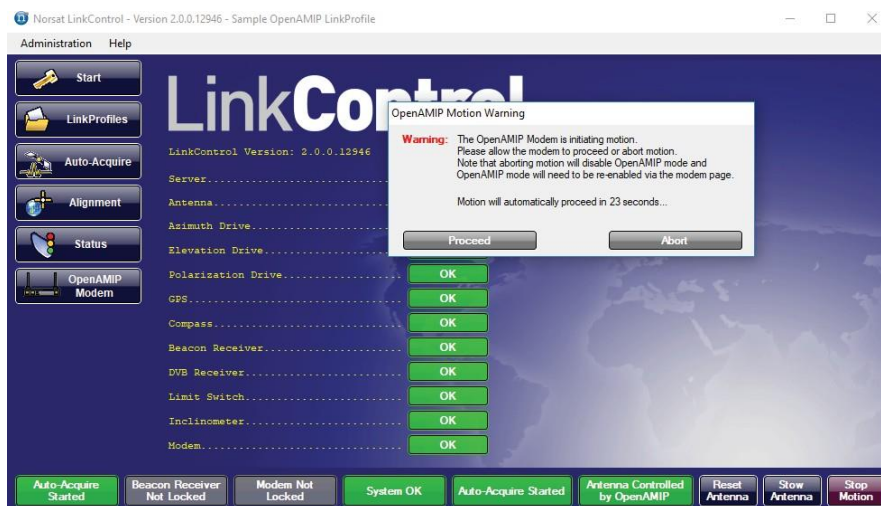 Norsat LinkControl - Version 2.0.0.12946 - Sample OpenAMIP LinkProfile
Administration Help
Start
LinkProfiles
Auto-Acquire
Alignment
Status
OpenAMIP
Modem
LinkControl
LinkControl Version: 2.0.0.12946
Server
Antenna
Azimuth Drive
Elevation Drive
Polarization Drive OK
GPS OK
Compass OK
Beacon Receiver OK
DVB Receiver OK
Limit Switch OK
Inclinometer OK
Modem OK
OpenAMIP Motion Warning
Warning: The OpenAMIP Modem is initiating motion.
Please allow the modem to proceed or abort motion.
Note that aborting motion will disable OpenAMIP mode and
OpenAMIP mode will need to be re-enabled via the modem page.
Motion will automatically proceed in 23 seconds...
Proceed Abort
Auto-Acquire
Started
Beacon Receiver
Not Locked
Modem Not
Locked
System OK
Auto-Acquire Started
Antenna Controlled
by OpenAMIP
Reset
Antenna
Stow
Antenna
Stop
Motion